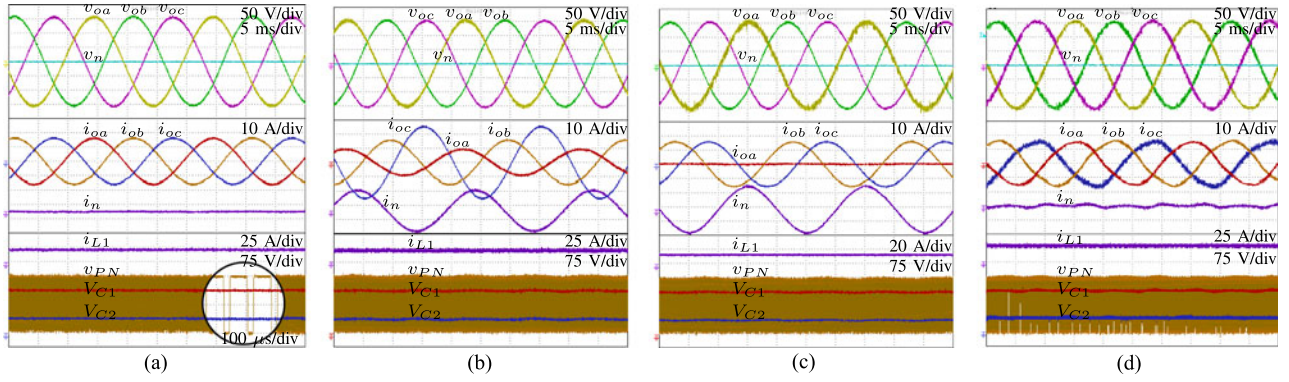 v_oa v_ob v_oc 50 V/div
5 ms/div
v_n
i_oa i_ob i_oc 10 A/div
i_n
i_L1 25 A/div
75 V/div
v_PN
V_C1
V_C2
100 μs/div
(a)
v_oc v_oa v_ob 50 V/div
5 ms/div
v_n
i_oc i_ob 10 A/div
i_oa
i_n
i_L1 25 A/div
75 V/div
v_PN
V_C1
V_C2
(b)
v_oa v_ob v_oc 50 V/div
5 ms/div
v_n
i_ob i_oc 10 A/div
i_oa
i_n
i_L1 20 A/div
75 V/div
v_PN
V_C1
V_C2
(c)
v_oa v_ob v_oc 50 V/div
5 ms/div
v_n
i_oa i_ob i_oc 10 A/div
i_n
i_L1 25 A/div
75 V/div
v_PN
V_C1
V_C2
(d)